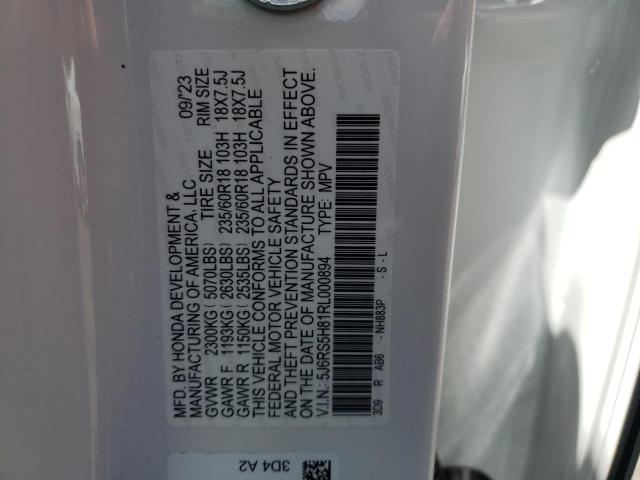 MFD. BY HONDA DEVELOPMENT &
MANUFACTURING OF AMERICA, LLC 09/'23
GVWR 2300KG ( 5070LBS) TIRE SIZE RIM SIZE
GAWR F 1193KG ( 2630LBS) 235/60R18 103H 18X7.5J
GAWR R 1150KG ( 2535LBS) 235/60R18 103H 18X7.5J
THIS VEHICLE CONFORMS TO ALL APPLICABLE
FEDERAL MOTOR VEHICLE SAFETY
AND THEFT PREVENTION STANDARDS IN EFFECT
ON THE DATE OF MANUFACTURE SHOWN ABOVE.
V.I.N.: 5J6RS5H81RL000894 TYPE: MPV
3D9 R AB6 - NH883P - S - L
3D4 A2